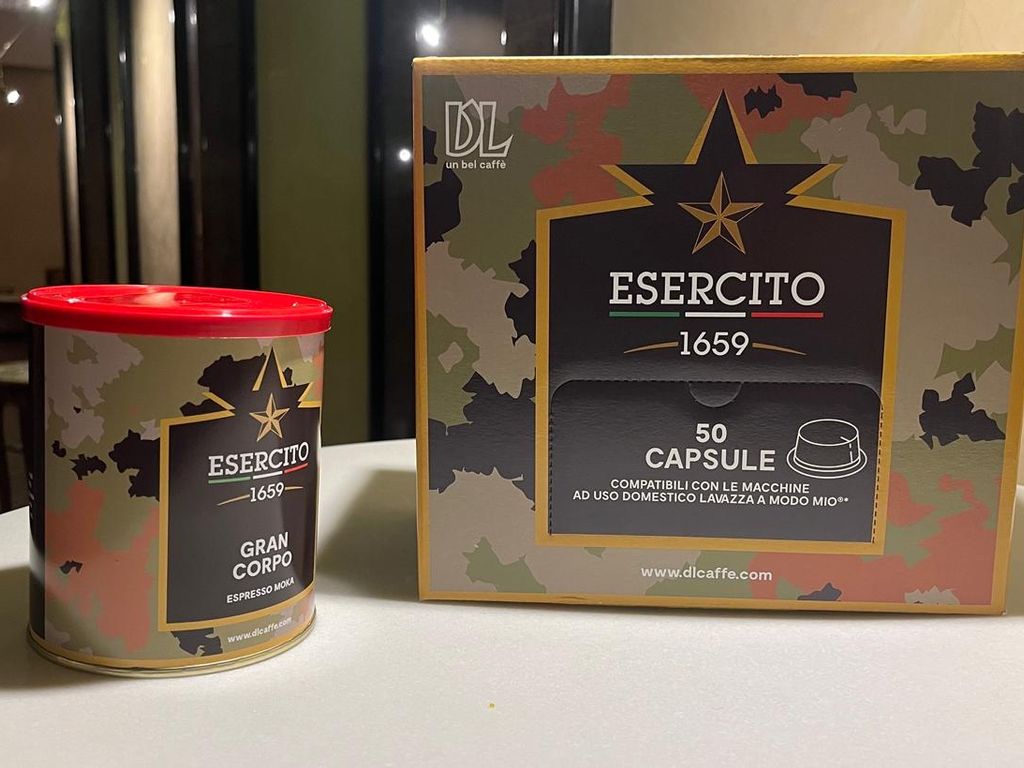 ESERCITO
1659
GRAN
CORPO
ESPRESSO MOKA
www.dlcaffe.com
DL
un bel caffè
ESERCITO
1659
50
CAPSULE
COMPATIBILI CON LE MACCHINE
AD USO DOMESTICO LAVAZZA A MODO MIO®*
www.dlcaffe.com